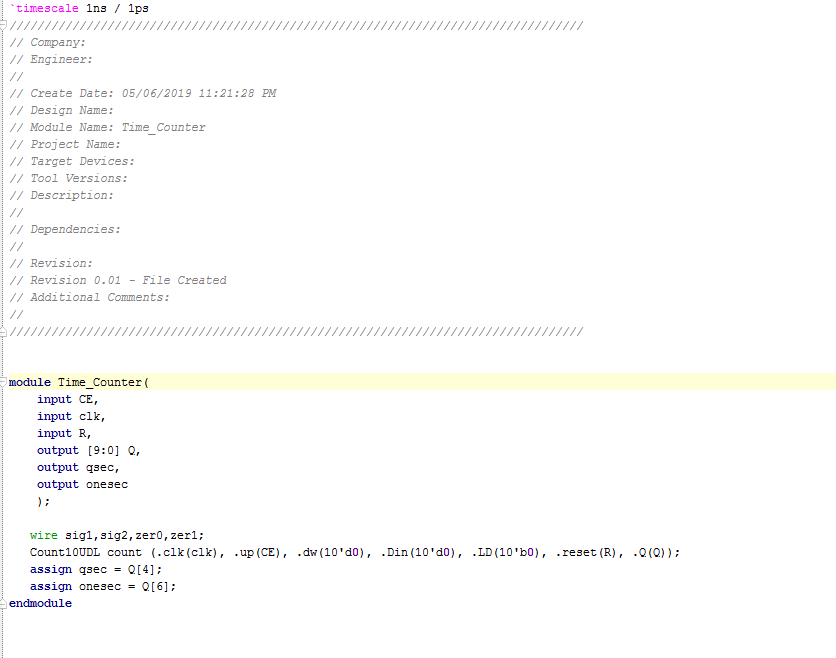 `timescale 1ns / 1ps
//////////////////////////////////////////////////////////////////////////////////
// Company:
// Engineer:
//
// Create Date: 05/06/2019 11:21:28 PM
// Design Name:
// Module Name: Time_Counter
// Project Name:
// Target Devices:
// Tool Versions:
// Description:
//
// Dependencies:
//
// Revision:
// Revision 0.01 - File Created
// Additional Comments:
//
//////////////////////////////////////////////////////////////////////////////////
module Time_Counter(
input CE,
input clk,
input R,
output [9:0] Q,
output qsec,
output onesec
);
wire sig1,sig2,zer0,zer1;
Count10UDL count (.clk(clk), .up(CE), .dw(10'd0), .Din(10'd0), .LD(10'b0), .reset(R), .Q(Q));
assign qsec = Q[4];
assign onesec = Q[6];
endmodule